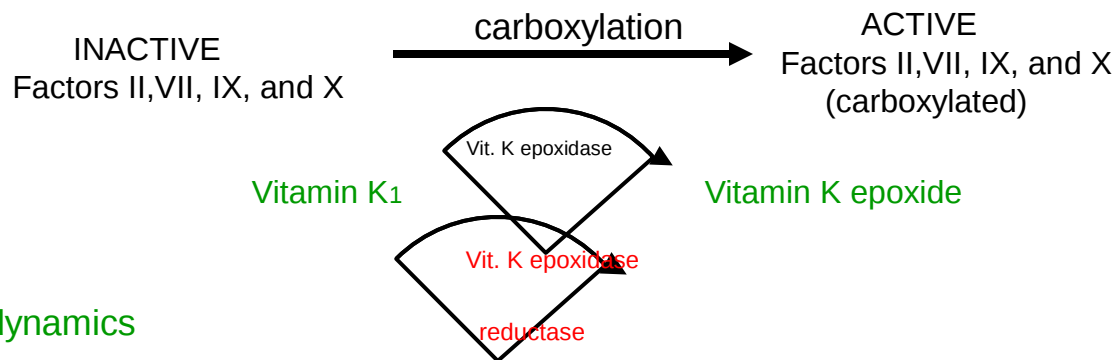 carboxylation
INACTIVE
Factors II,VII, IX, and X
ACTIVE
Factors II,VII, IX, and X
(carboxylated)
Vit. K epoxidase
Vitamin K1
Vitamin K epoxide
Vit. K epoxidase
reductase
dynamics